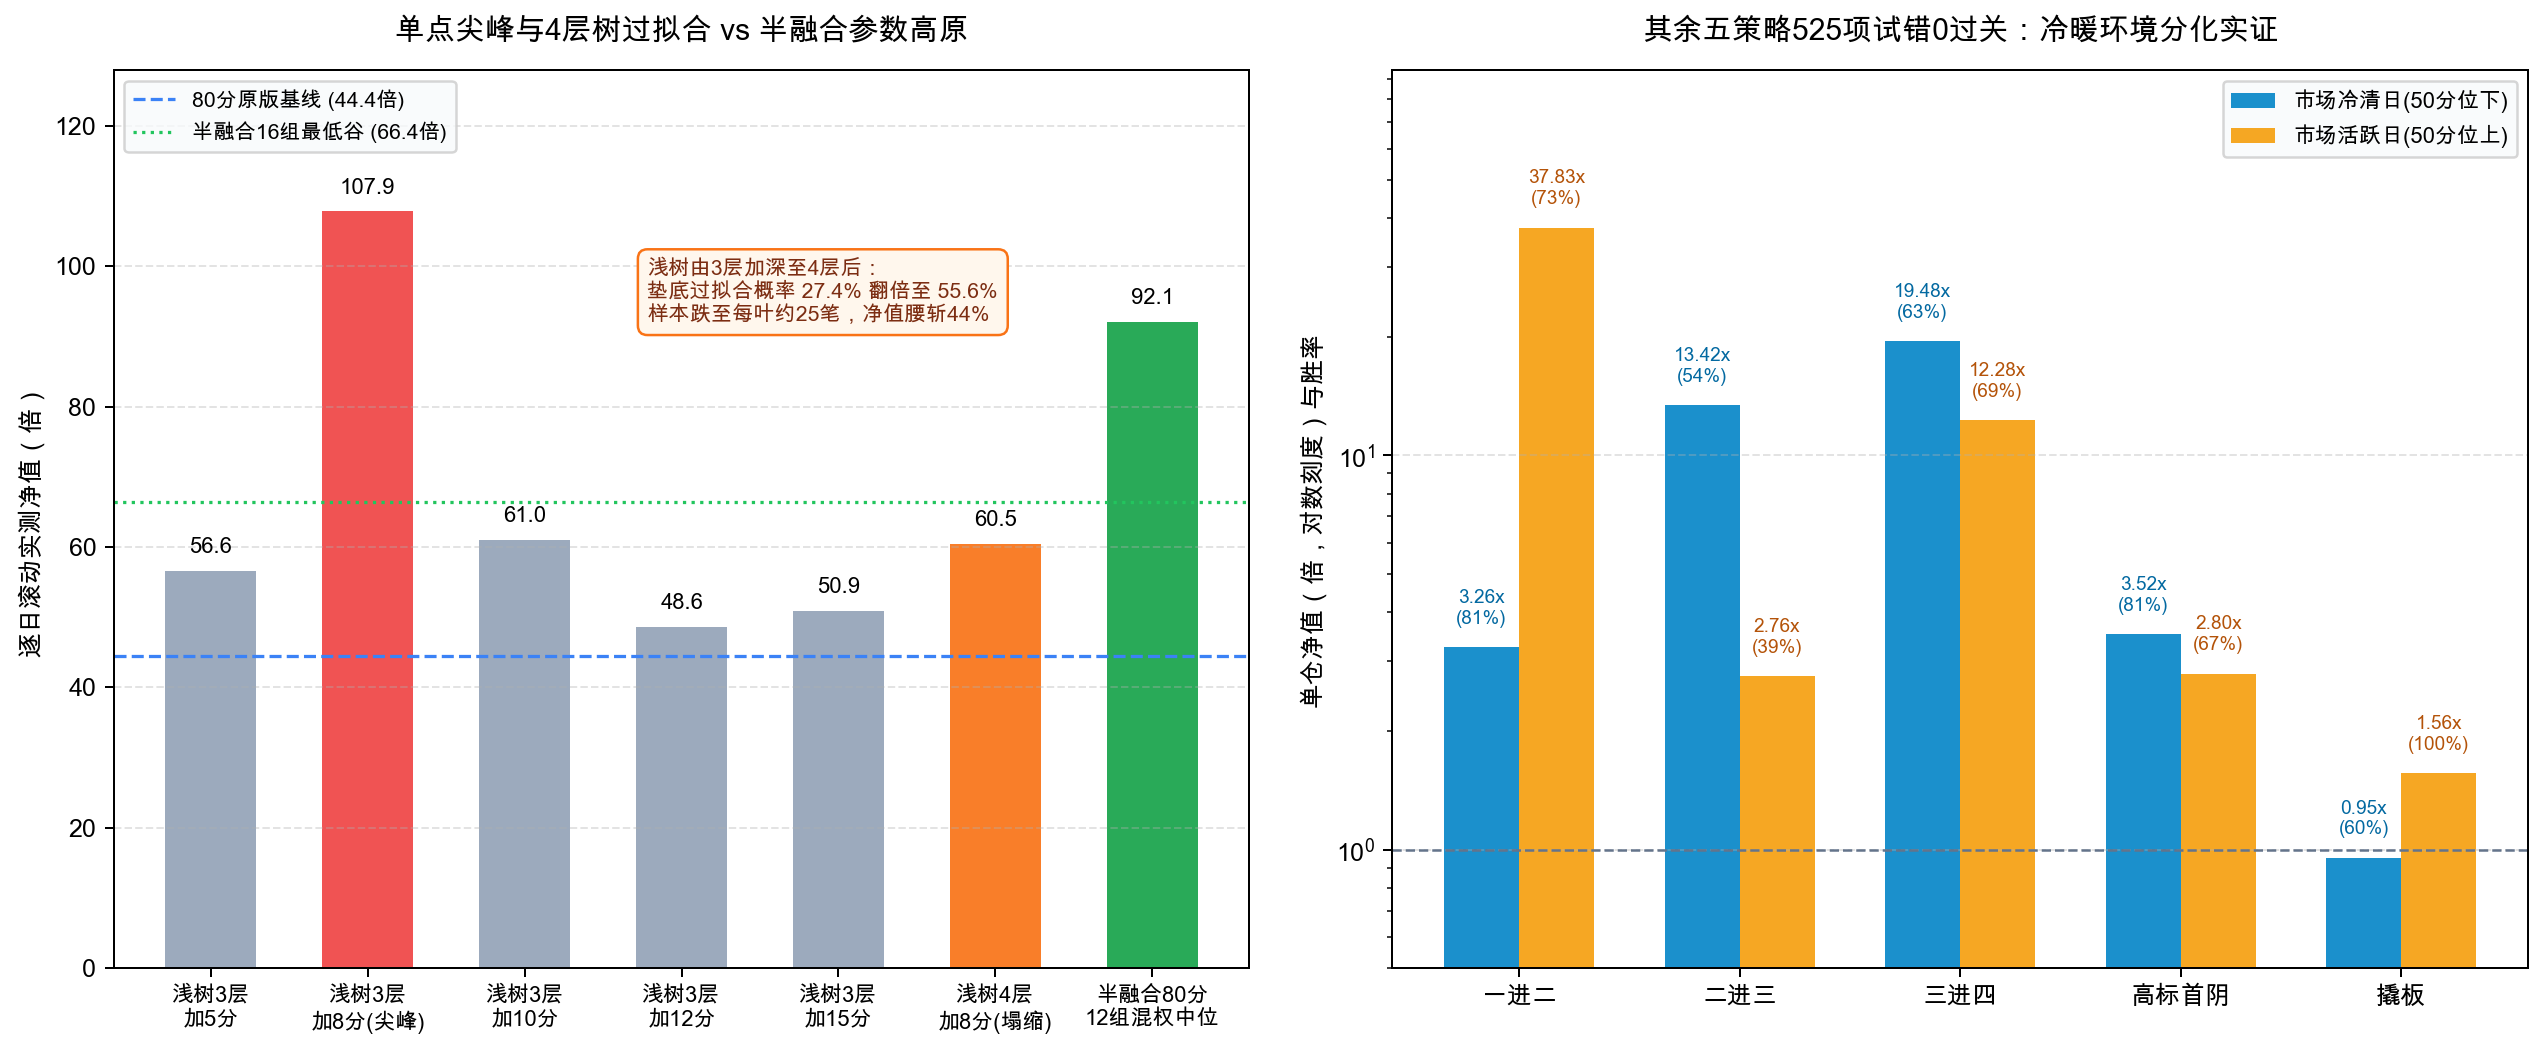 单点尖峰与4层树过拟合 vs 半融合参数高原
80分原版基线 (44.4倍)
半融合16组最低谷 (66.4倍)
逐日滚动实测净值（倍）
120
100
80
60
40
20
0
56.6
107.9
61.0
48.6
50.9
60.5
92.1
浅树由3层加深至4层后：
垫底过拟合概率 27.4% 翻倍至 55.6%
样本跌至每叶约25笔，净值腰斩44%
浅树3层
加5分
浅树3层
加8分(尖峰)
浅树3层
加10分
浅树3层
加12分
浅树3层
加15分
浅树4层
加8分(塌缩)
半融合80分
12组混权中位
其余五策略525项试错0过关：冷暖环境分化实证
市场冷清日(50分位下)
市场活跃日(50分位上)
单仓净值（倍，对数刻度）与胜率
10¹
10⁰
3.26x
(81%)
37.83x
(73%)
13.42x
(54%)
2.76x
(39%)
19.48x
(63%)
12.28x
(69%)
3.52x
(81%)
2.80x
(67%)
0.95x
(60%)
1.56x
(100%)
一进二
二进三
三进四
高标首阴
撬板